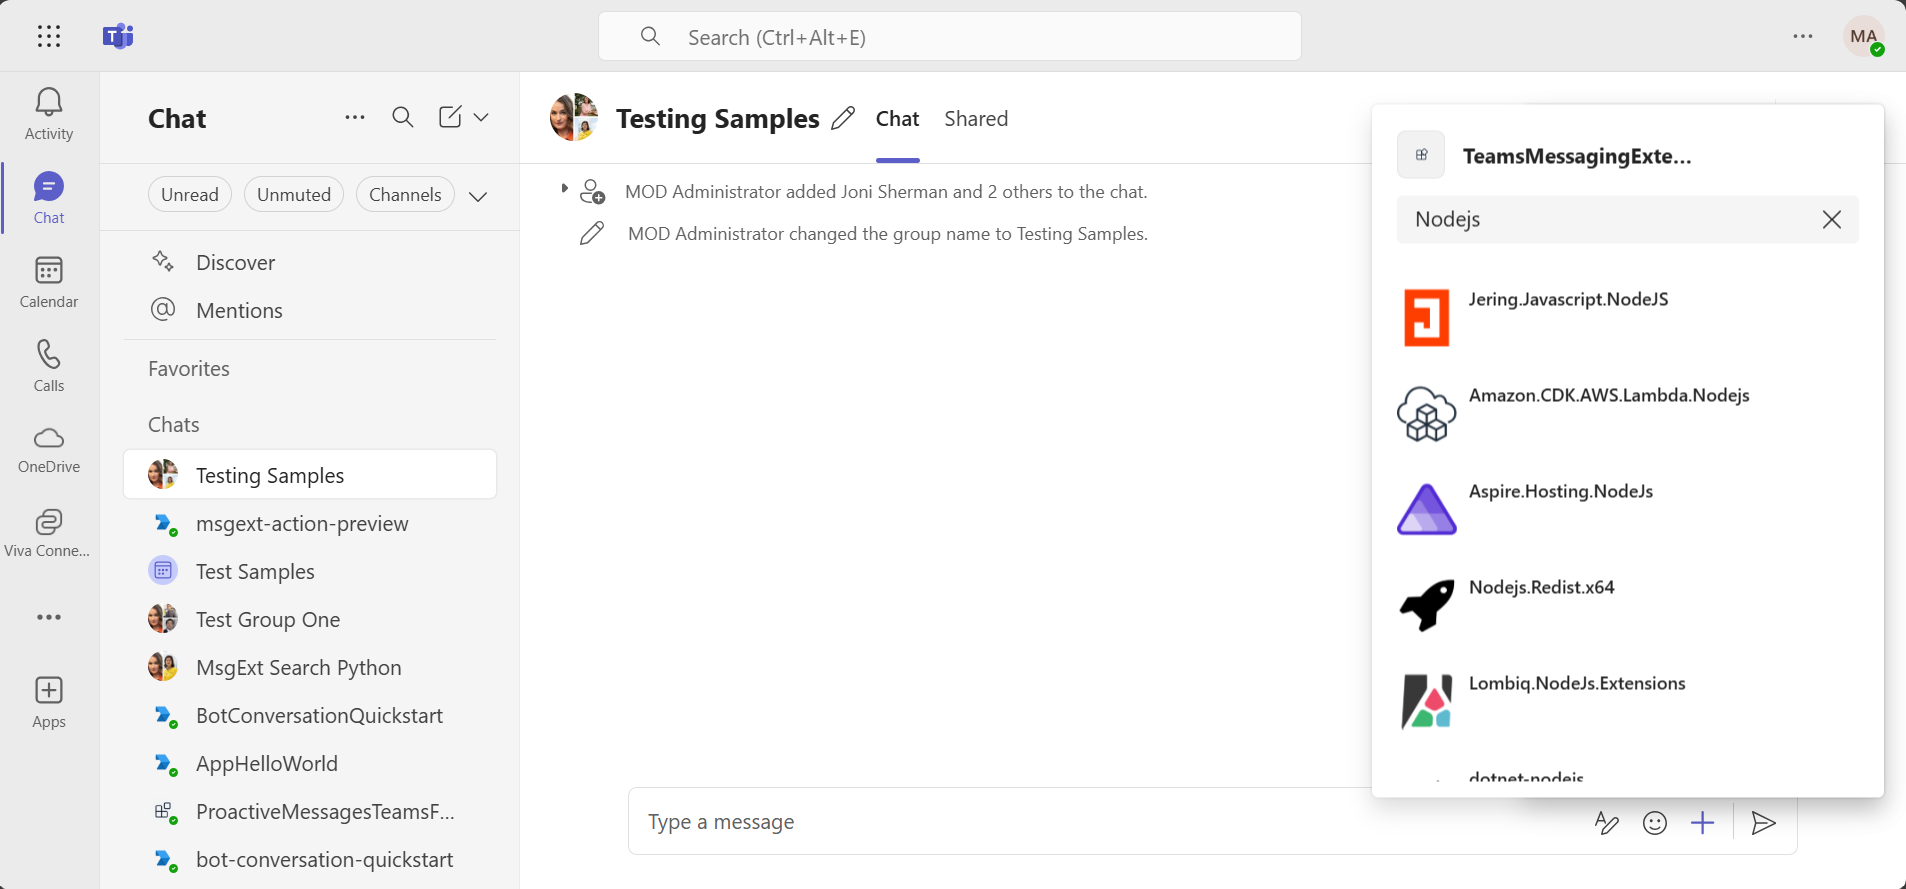 Search (Ctrl+Alt+E)
MA
Activity
Chat
Calendar
Calls
OneDrive
Viva Conne...
Apps
Chat
Unread
Unmuted
Channels
Discover
Mentions
Favorites
Chats
Testing Samples
msgext-action-preview
Test Samples
Test Group One
MsgExt Search Python
BotConversationQuickstart
AppHelloWorld
ProactiveMessagesTeamsF...
bot-conversation-quickstart
Testing Samples
Chat
Shared
MOD Administrator added Joni Sherman and 2 others to the chat.
MOD Administrator changed the group name to Testing Samples.
Type a message
TeamsMessagingExte...
Nodejs
Jering.Javascript.NodeJS
Amazon.CDK.AWS.Lambda.Nodejs
Aspire.Hosting.NodeJs
Nodejs.Redist.x64
Lombiq.NodeJs.Extensions
dotnet-nodejs